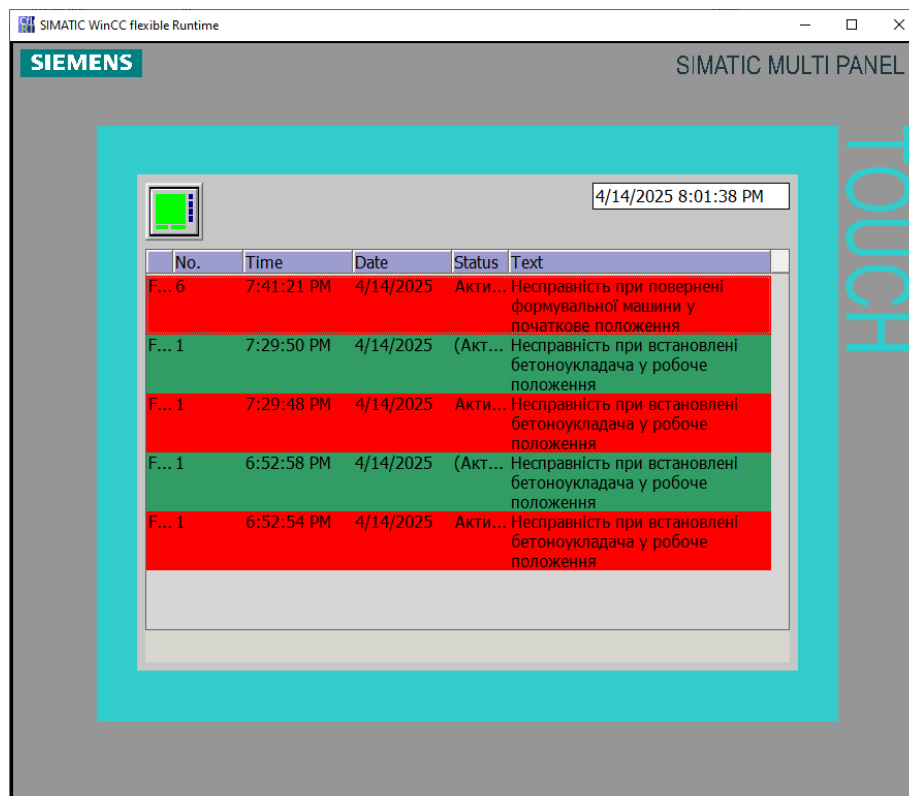 SIMATIC WinCC flexible Runtime
SIEMENS
SIMATIC MULTI PANEL
TOUCH
4/14/2025 8:01:38 PM
No. Time Date Status Text
F... 6 7:41:21 PM 4/14/2025 Акти... Несправність при повернені
формувальної машини у
початкове положення
F... 1 7:29:50 PM 4/14/2025 (Акт... Несправність при встановлені
бетоноукладача у робоче
положення
F... 1 7:29:48 PM 4/14/2025 Акти... Несправність при встановлені
бетоноукладача у робоче
положення
F... 1 6:52:58 PM 4/14/2025 (Акт... Несправність при встановлені
бетоноукладача у робоче
положення
F... 1 6:52:54 PM 4/14/2025 Акти... Несправність при встановлені
бетоноукладача у робоче
положення